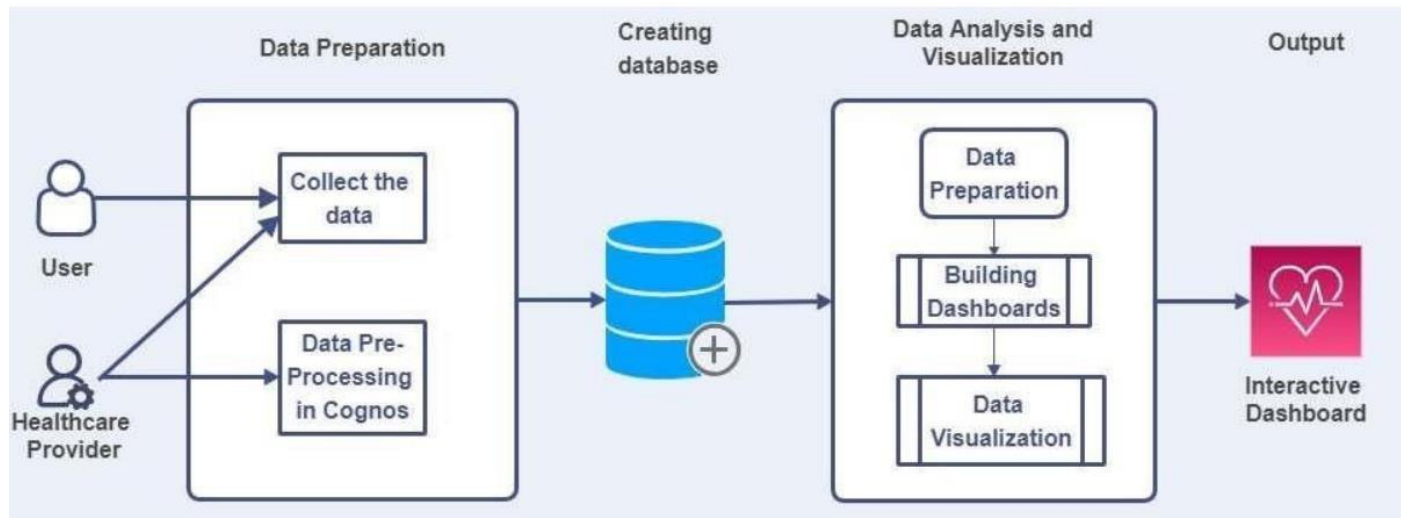 Data Preparation
Creating
database
Data Analysis and
Visualization
Output
User
Healthcare
Provider
Collect the
data
Data Pre-
Processing
in Cognos
Data
Preparation
Building
Dashboards
Data
Visualization
Interactive
Dashboard